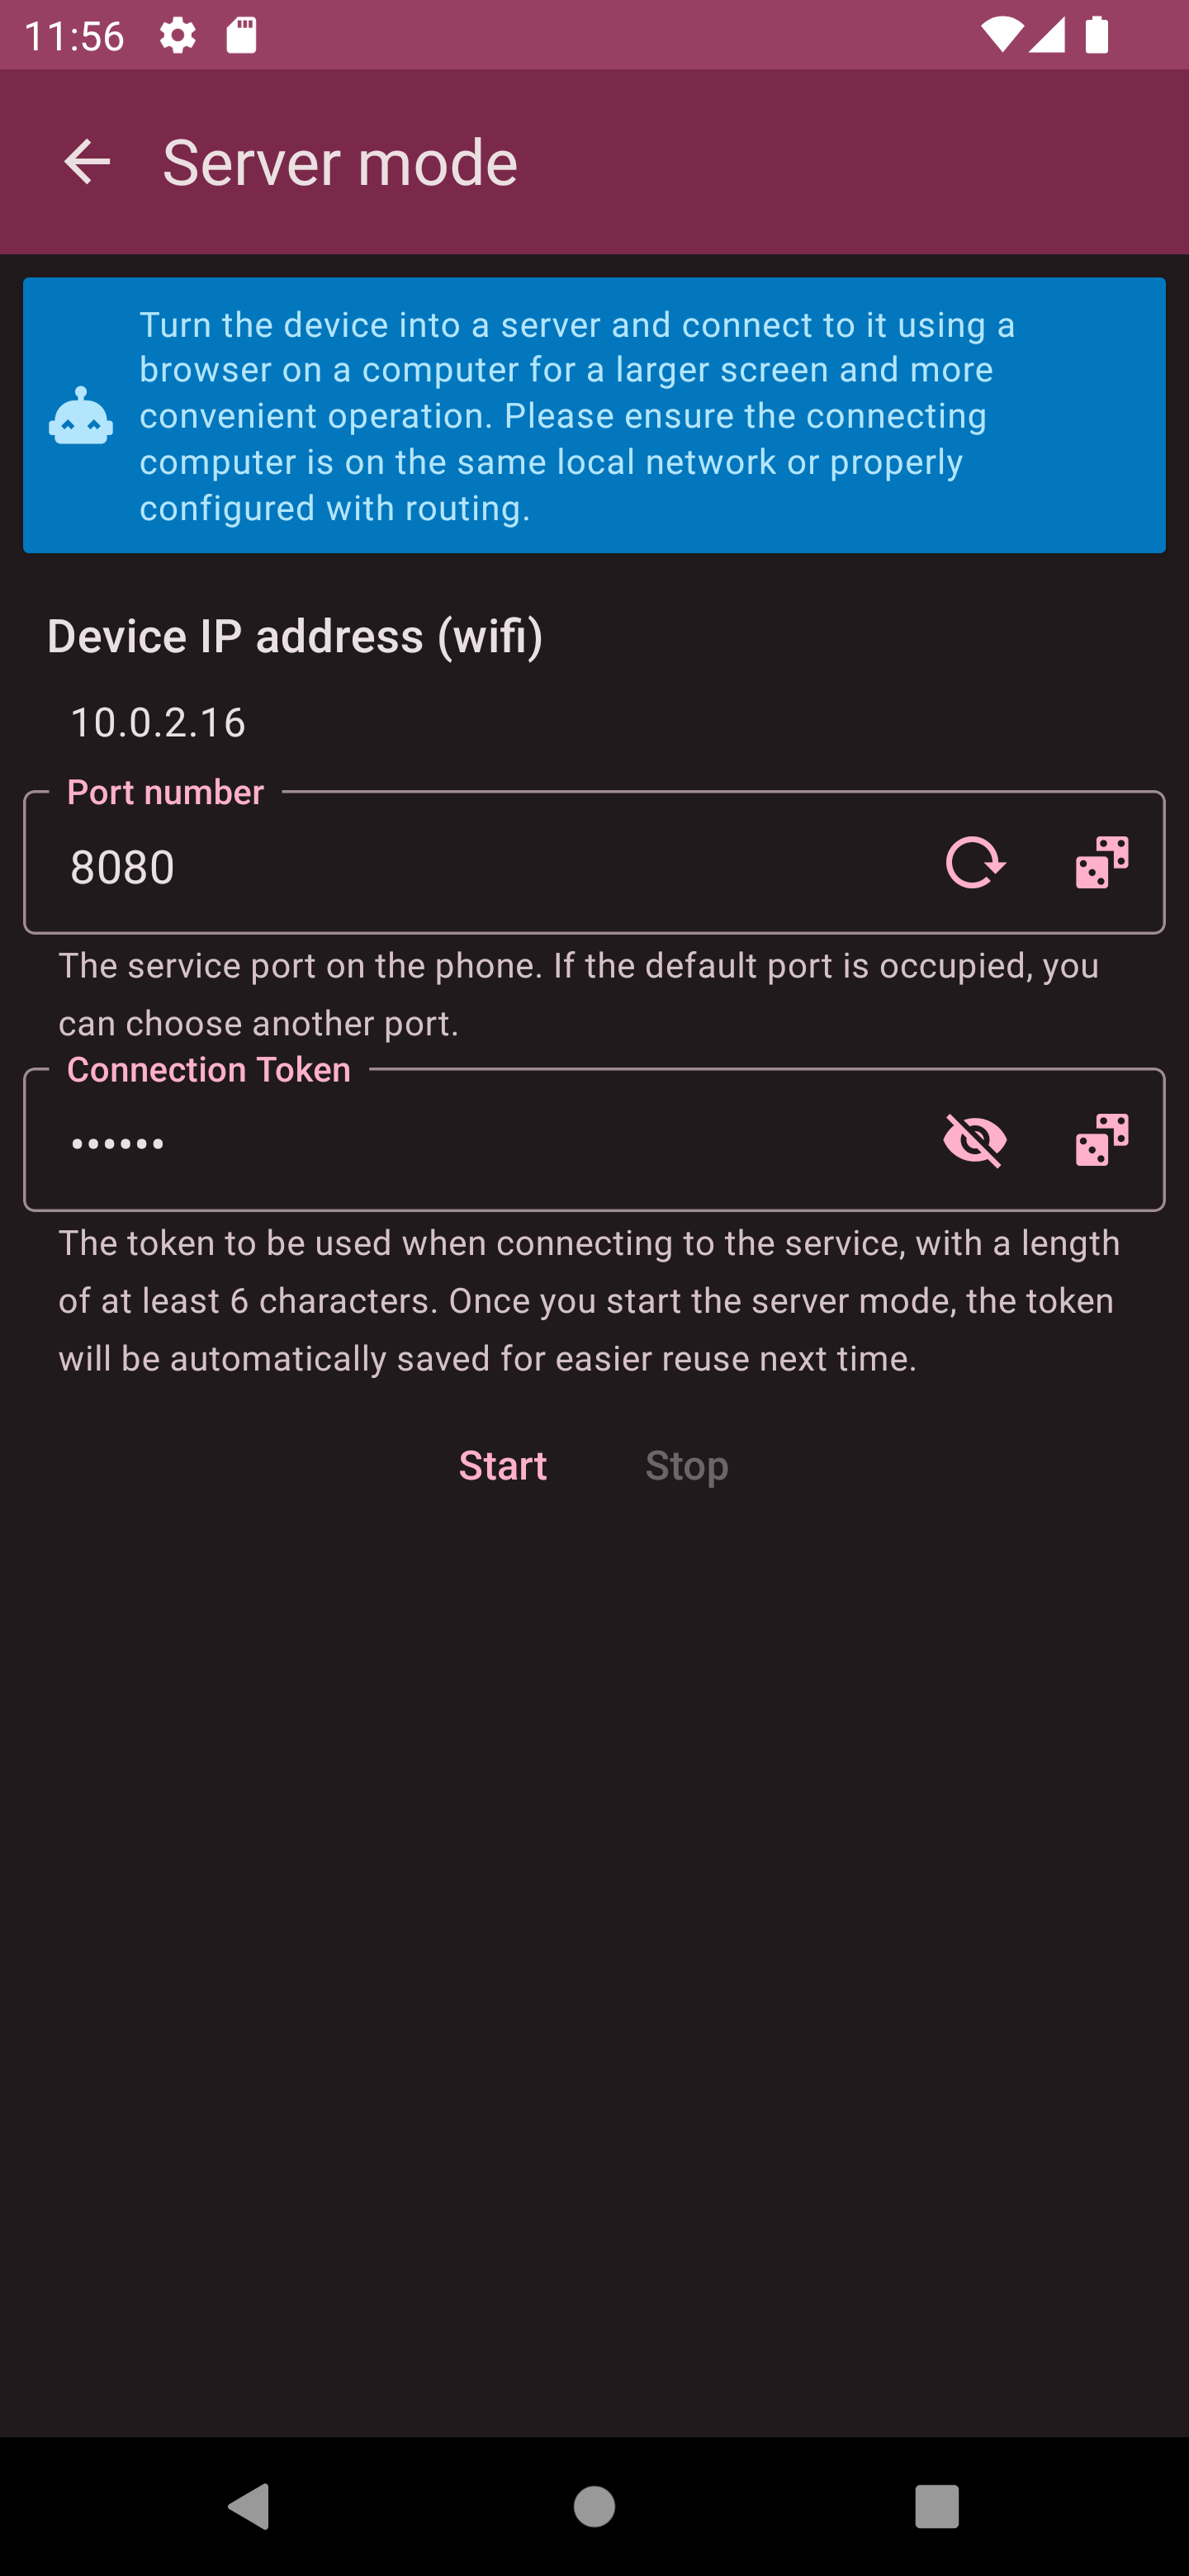 11:56
Server mode
Turn the device into a server and connect to it using a
browser on a computer for a larger screen and more
convenient operation. Please ensure the connecting
computer is on the same local network or properly
configured with routing.
Device IP address (wifi)
10.0.2.16
Port number
8080
The service port on the phone. If the default port is occupied, you
can choose another port.
Connection Token
••••••
The token to be used when connecting to the service, with a length
of at least 6 characters. Once you start the server mode, the token
will be automatically saved for easier reuse next time.
Start Stop